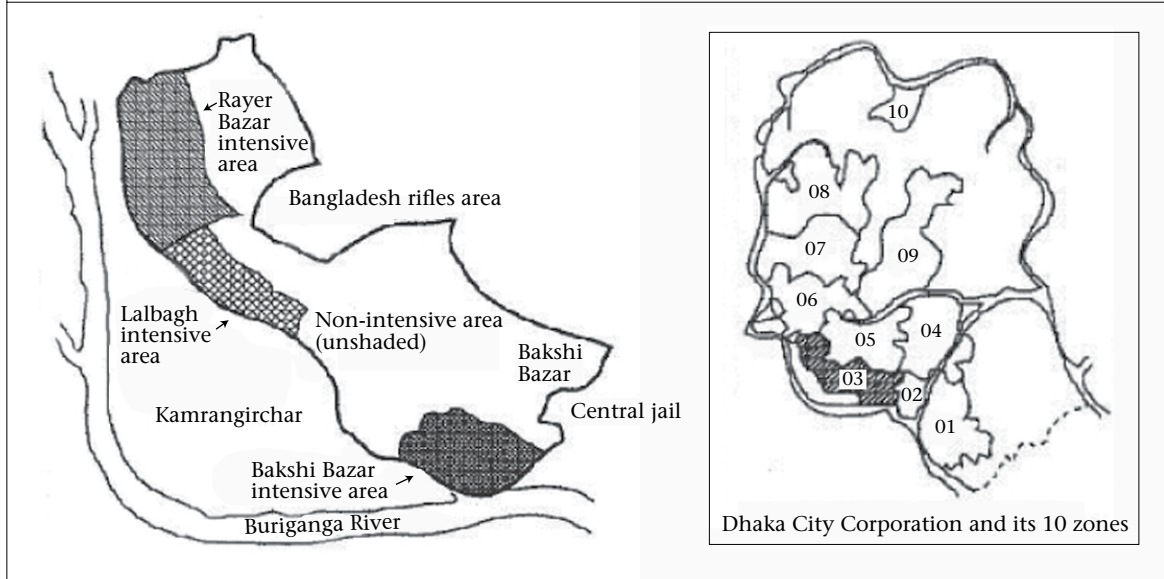 Rayer
Bazar
intensive
area
Bangladesh rifles area
Lalbagh
intensive
area
Non-intensive area
(unshaded)
Bakshi
Bazar
Kamrangirchar
Central jail
Bakshi Bazar
intensive area
Buriganga River
10
08
07
09
06
05
04
03
02
01
Dhaka City Corporation and its 10 zones